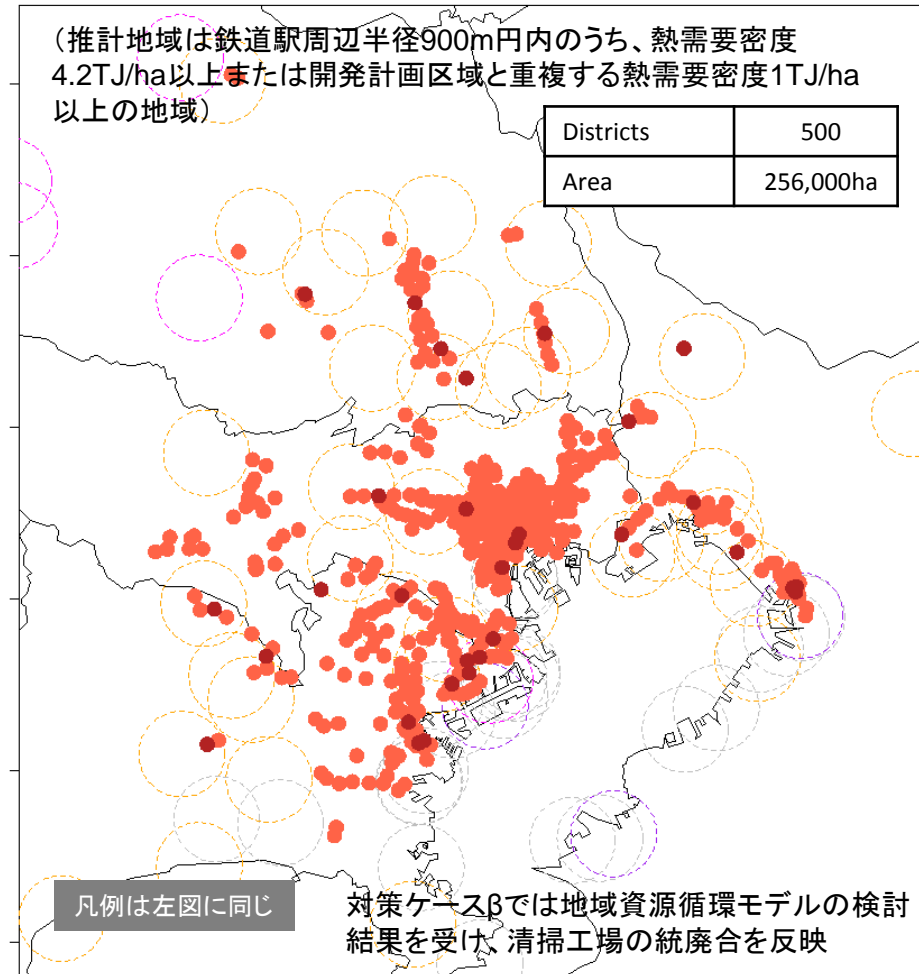 （推計地域は鉄道駅周辺半径900m円内のうち、熱需要密度
4.2TJ/ha以上または開発計画区域と重複する熱需要密度1TJ/ha
以上の地域）
Districts 500
Area 256,000ha
凡例は左図に同じ
対策ケースβでは地域資源循環モデルの検討
結果を受け、清掃工場の統廃合を反映